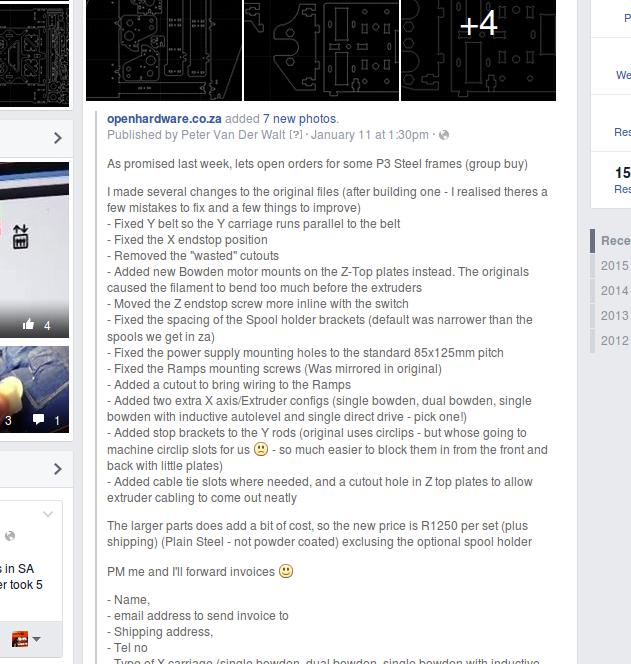 +4
openhardware.co.za added 7 new photos.
Published by Peter Van Der Walt [?] · January 11 at 1:30pm ·
As promised last week, lets open orders for some P3 Steel frames (group buy)
I made several changes to the original files (after building one - I realised theres a
few mistakes to fix and a few things to improve)
- Fixed Y belt so the Y carriage runs parallel to the belt
- Fixed the X endstop position
- Removed the "wasted" cutouts
- Added new Bowden motor mounts on the Z-Top plates instead. The originals
caused the filament to bend too much before the extruders
- Moved the Z endstop screw more inline with the switch
- Fixed the spacing of the Spool holder brackets (default was narrower than the
spools we get in za)
- Fixed the power supply mounting holes to the standard 85x125mm pitch
- Fixed the Ramps mounting screws (Was mirrored in original)
- Added a cutout to bring wiring to the Ramps
- Added two extra X axis/Extruder configs (single bowden, dual bowden, single
bowden with inductive autolevel and single direct drive - pick one!)
- Added stop brackets to the Y rods (original uses circlips - but whose going to
machine circlip slots for us 🙁 - so much easier to block them in from the front and
back with little plates)
- Added cable tie slots where needed, and a cutout hole in Z top plates to allow
extruder cabling to come out neatly
The larger parts does add a bit of cost, so the new price is R1250 per set (plus
shipping) (Plain Steel - not powder coated) exclusing the optional spool holder
PM me and I'll forward invoices 🙂
- Name,
- email address to send invoice to
- Shipping address,
- Tel no
- Type of X carriage (single bowden, dual bowden, single bowden with inductive
4
3 1
s in SA
er took 5
P
We
Res
15
Res
Rece
2015
2014
2013
2012